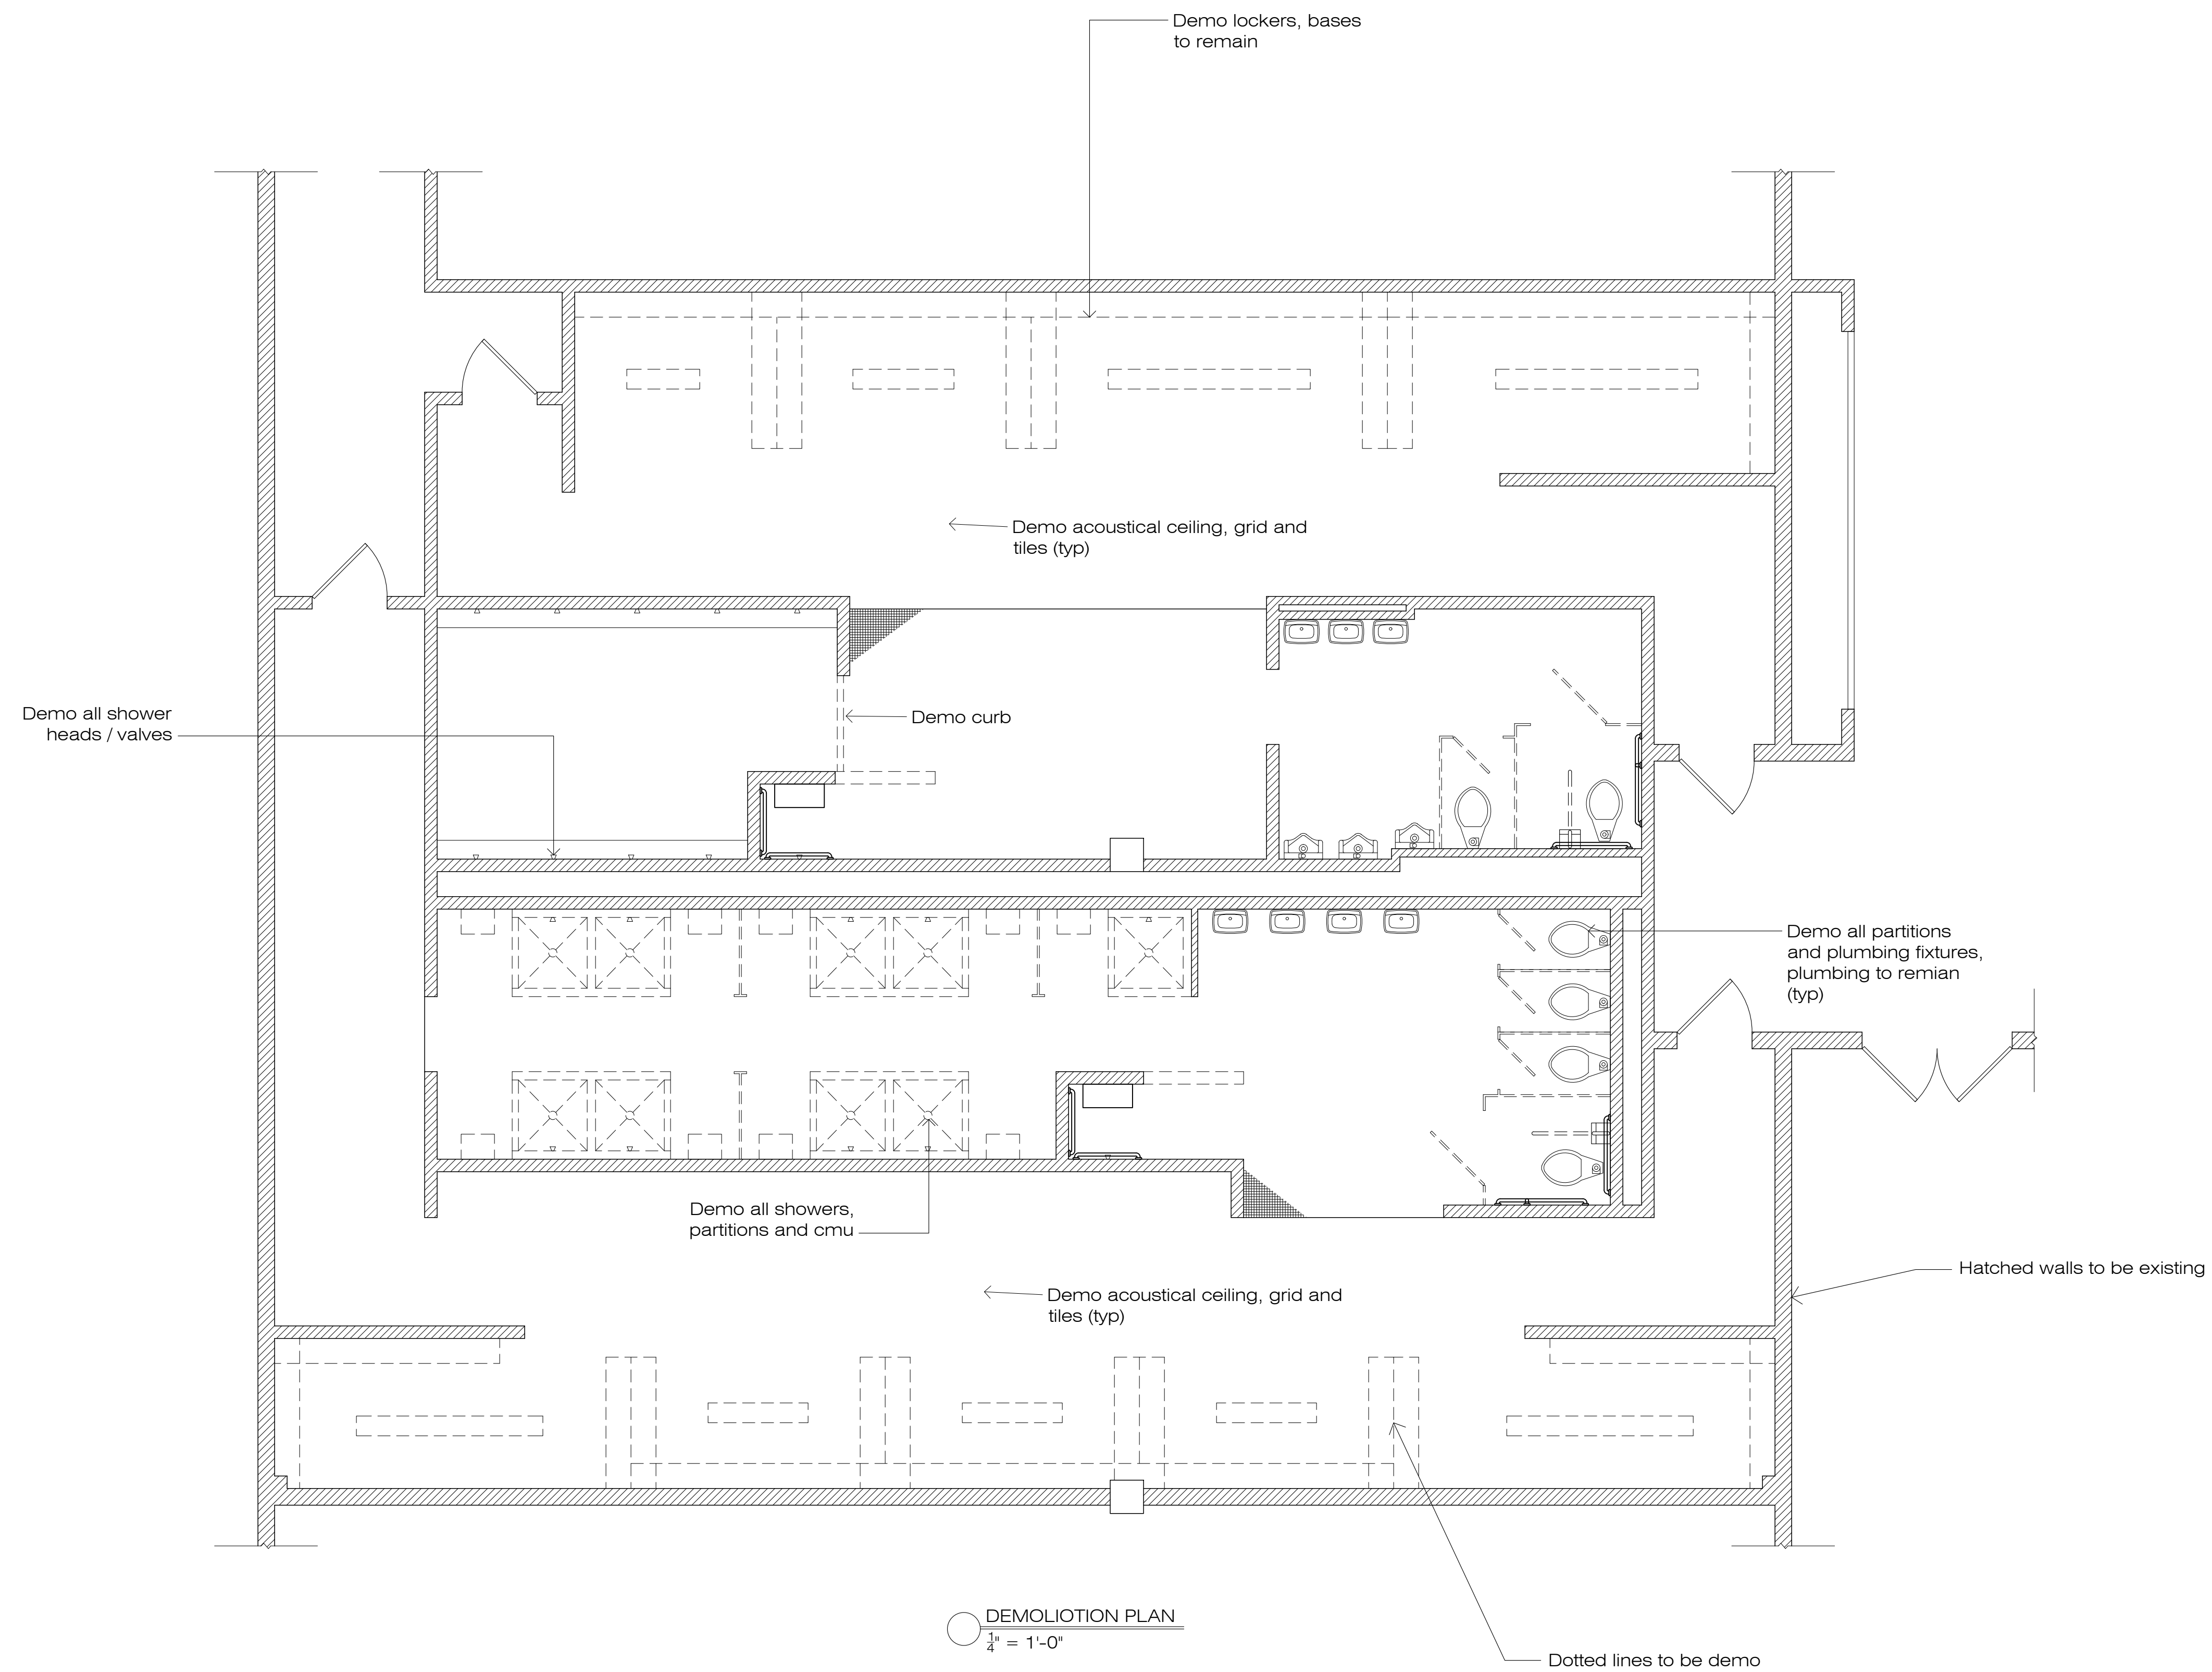 Demo lockers, bases
to remain
Demo acoustical ceiling, grid and
tiles (typ)
Demo all shower
heads / valves
Demo curb
Demo all partitions
and plumbing fixtures,
plumbing to remian
(typ)
Demo all showers,
partitions and cmu
Hatched walls to be existing
Demo acoustical ceiling, grid and
tiles (typ)
DEMOLIOTION PLAN
1/4" = 1'-0"
Dotted lines to be demo